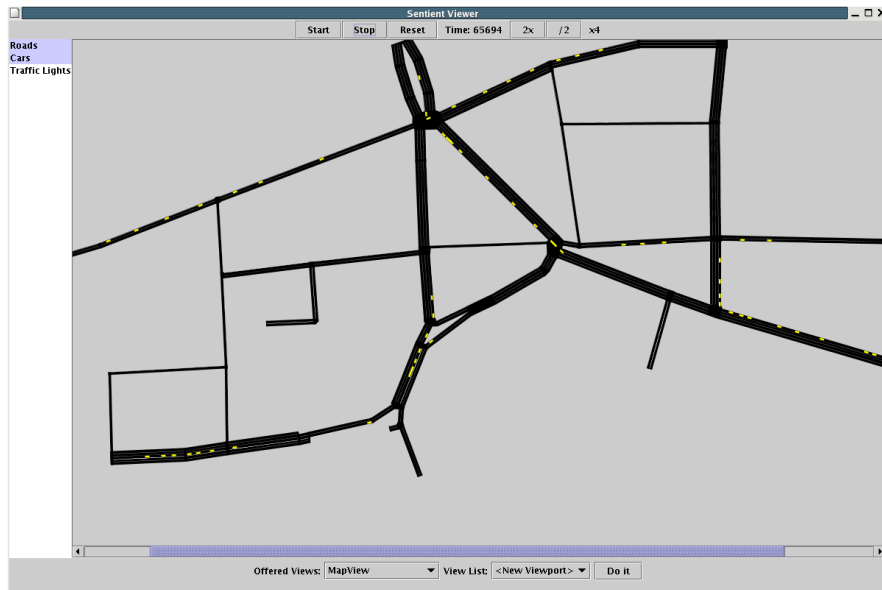 Sentient Viewer
Start Stop Reset Time: 65694 2x /2 x4
Roads
Cars
Traffic Lights
Offered Views: MapView View List: <New Viewport> Do it